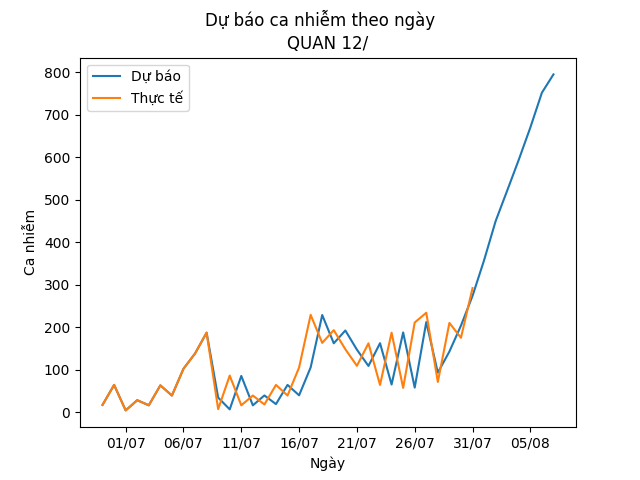 Dự báo ca nhiễm theo ngày
QUAN 12/
Dự báo
Thực tế
800
700
600
500
400
300
200
100
0
Ca nhiễm
01/07 06/07 11/07 16/07 21/07 26/07 31/07 05/08
Ngày